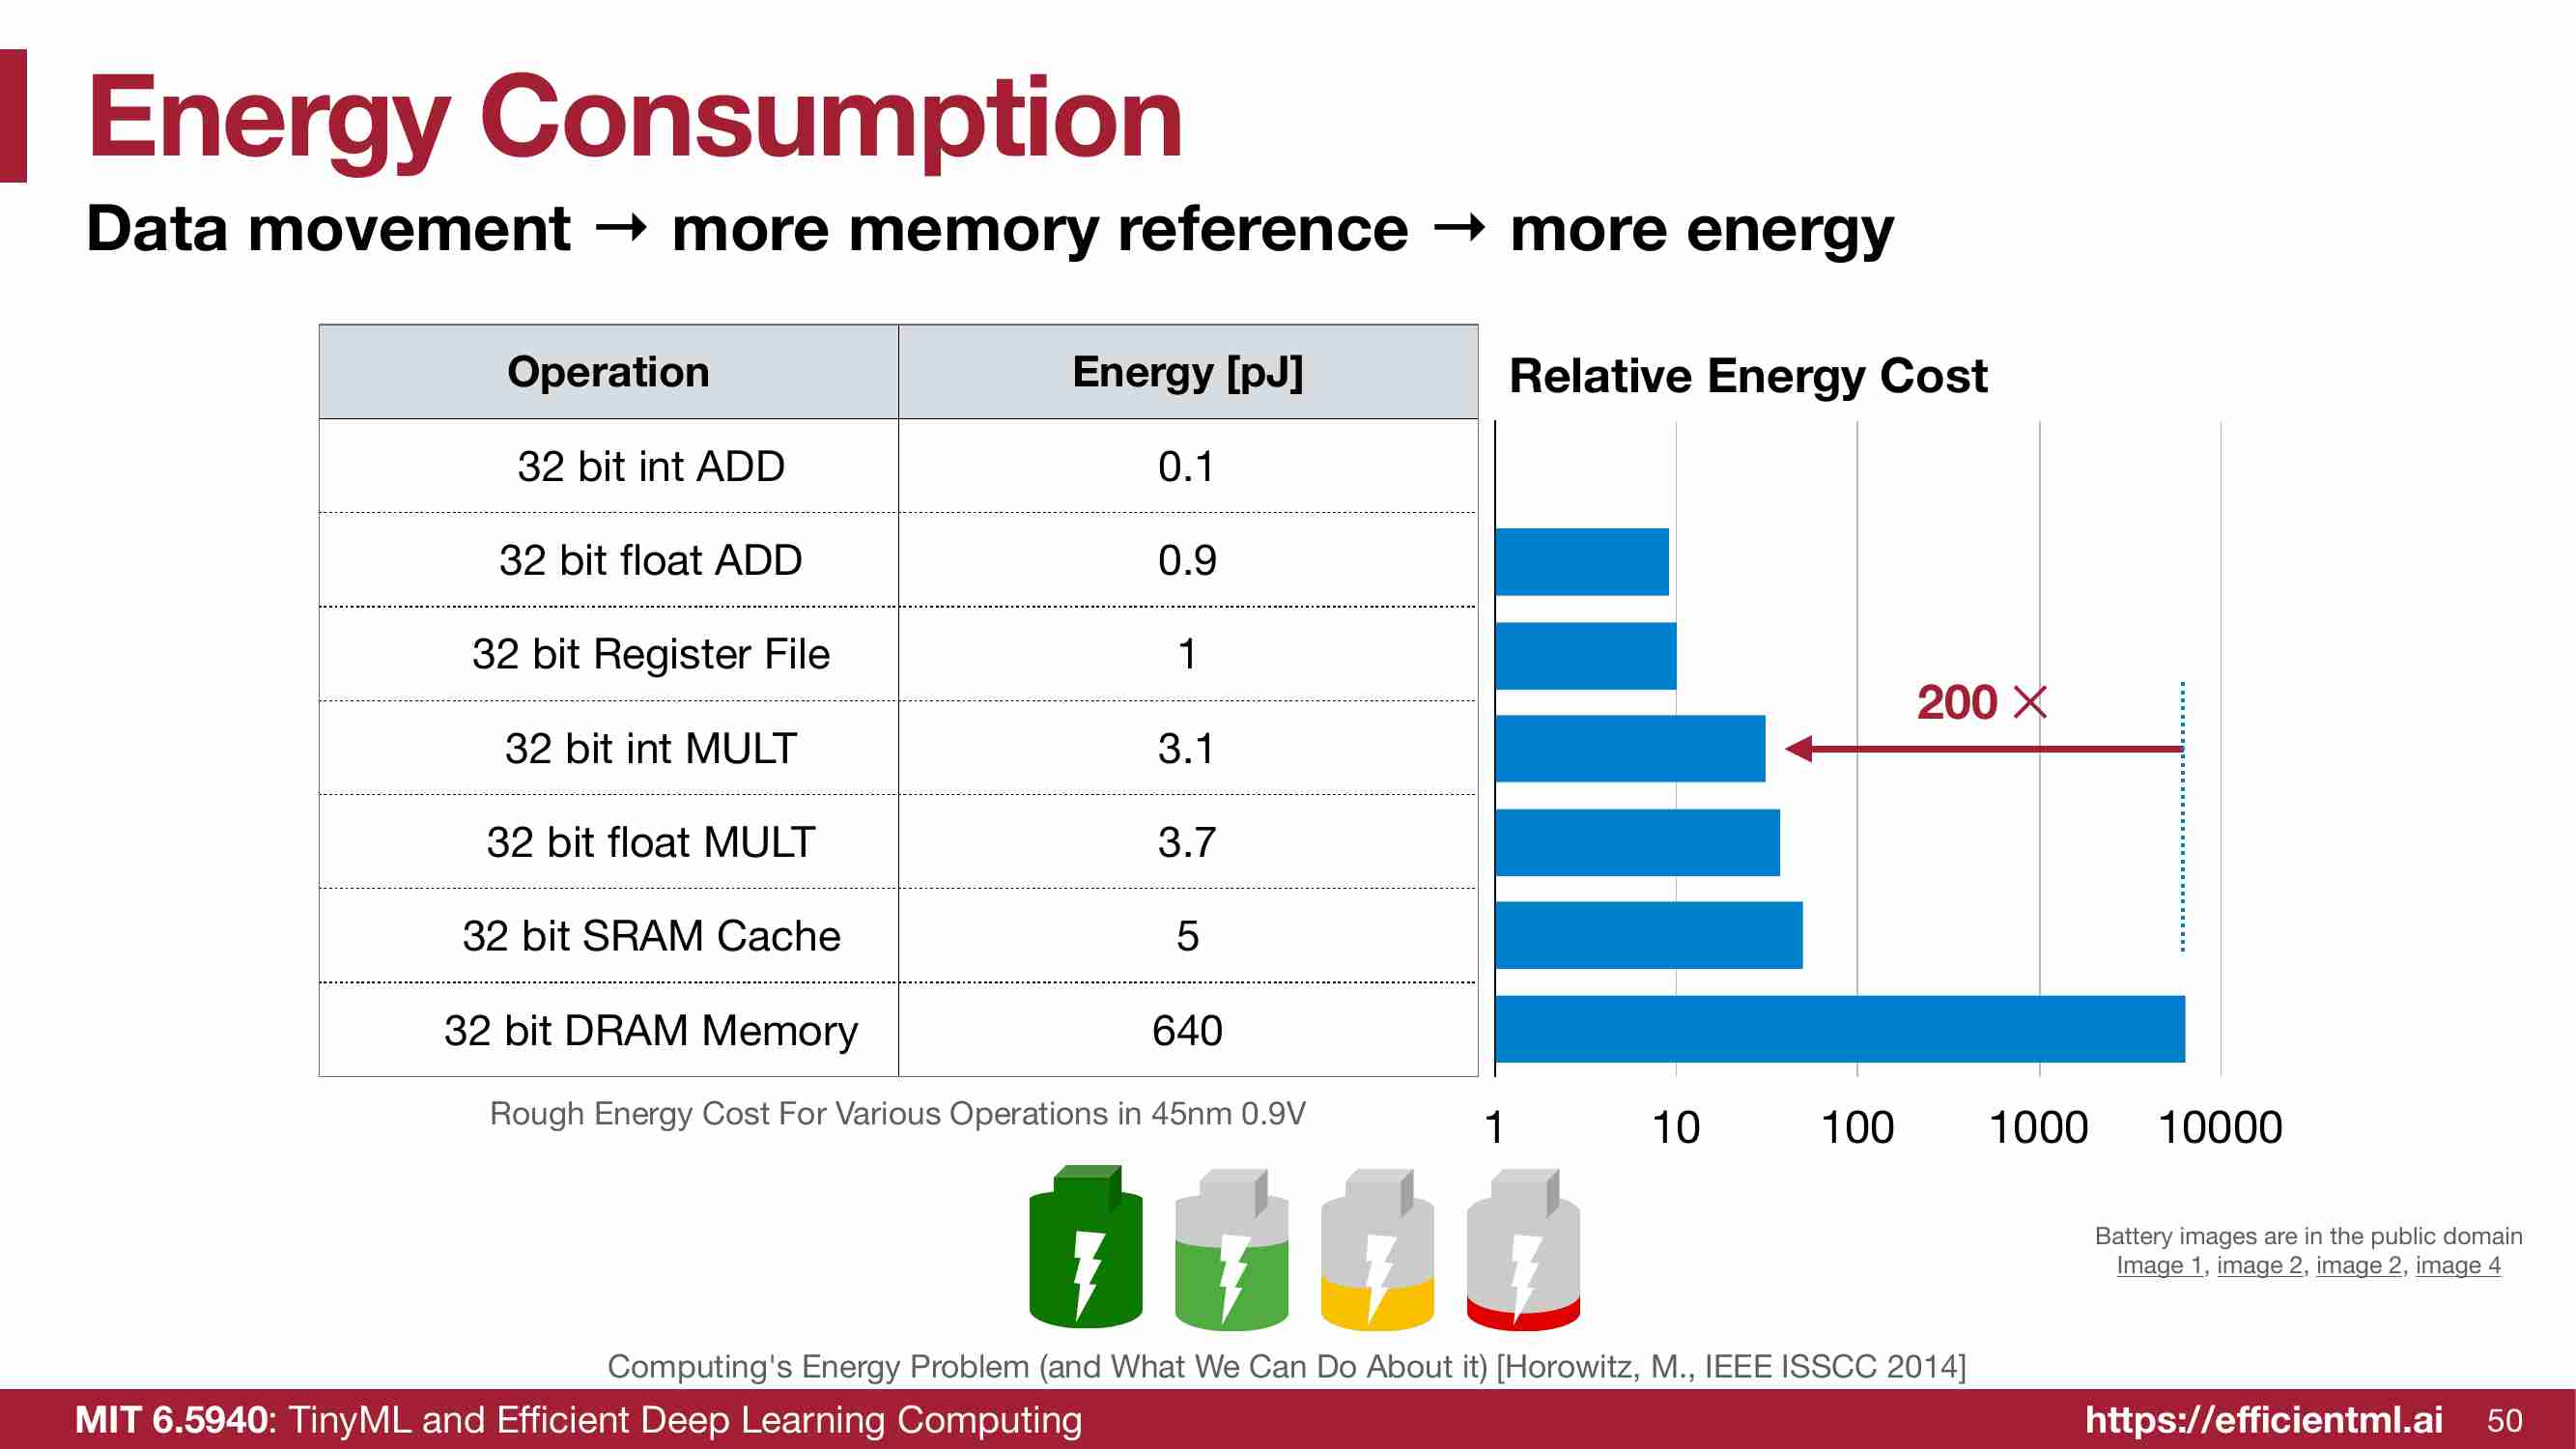 Energy Consumption
Data movement → more memory reference → more energy
Operation Energy [pJ]
32 bit int ADD 0.1
32 bit float ADD 0.9
32 bit Register File 1
32 bit int MULT 3.1
32 bit float MULT 3.7
32 bit SRAM Cache 5
32 bit DRAM Memory 640
Rough Energy Cost For Various Operations in 45nm 0.9V
Relative Energy Cost
200 ×
1 10 100 1000 10000
Battery images are in the public domain
Image 1, image 2, image 2, image 4
Computing's Energy Problem (and What We Can Do About it) [Horowitz, M., IEEE ISSCC 2014]
MIT 6.5940: TinyML and Efficient Deep Learning Computing
https://efficientml.ai 50